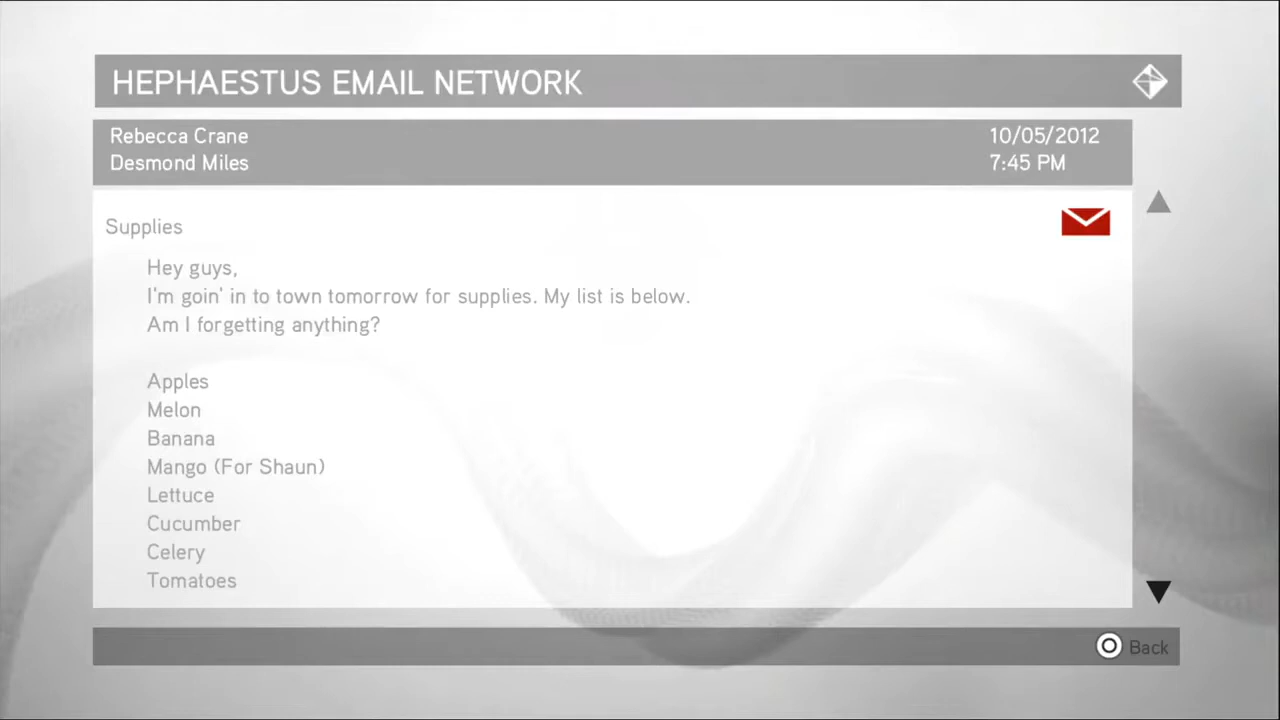 HEPHAESTUS EMAIL NETWORK
Rebecca Crane
10/05/2012
Desmond Miles
7:45 PM
Supplies
Hey guys,
I'm goin' in to town tomorrow for supplies. My list is below.
Am I forgetting anything?
Apples
Melon
Banana
Mango (For Shaun)
Lettuce
Cucumber
Celery
Tomatoes
Back